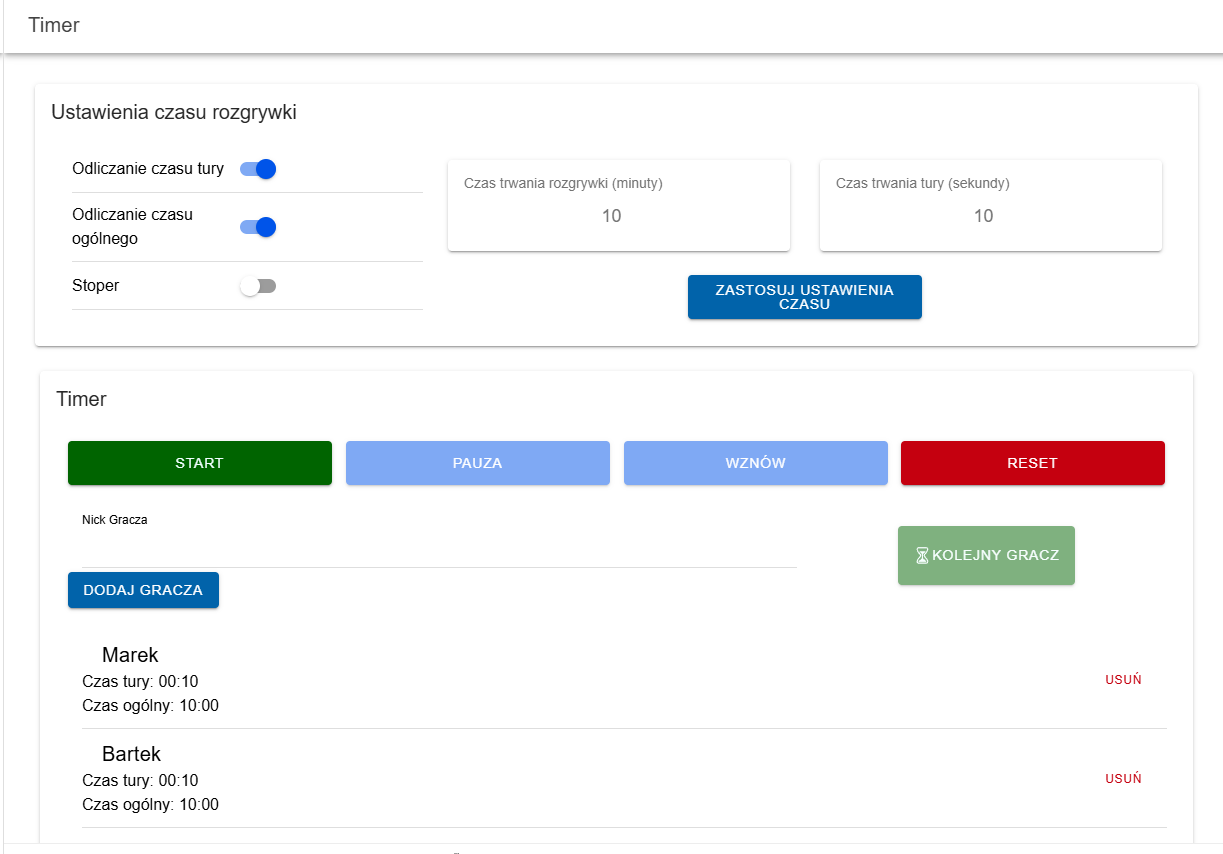 Timer
Ustawienia czasu rozgrywki
Odliczanie czasu tury
Odliczanie czasu
ogólnego
Stoper
Czas trwania rozgrywki (minuty)
10
Czas trwania tury (sekundy)
10
ZASTOSUJ USTAWIENIA
CZASU
Timer
START
PAUZA
WZNÓW
RESET
Nick Gracza
KOLEJNY GRACZ
DODAJ GRACZA
Marek
Czas tury: 00:10
Czas ogólny: 10:00
USUŃ
Bartek
Czas tury: 00:10
Czas ogólny: 10:00
USUŃ